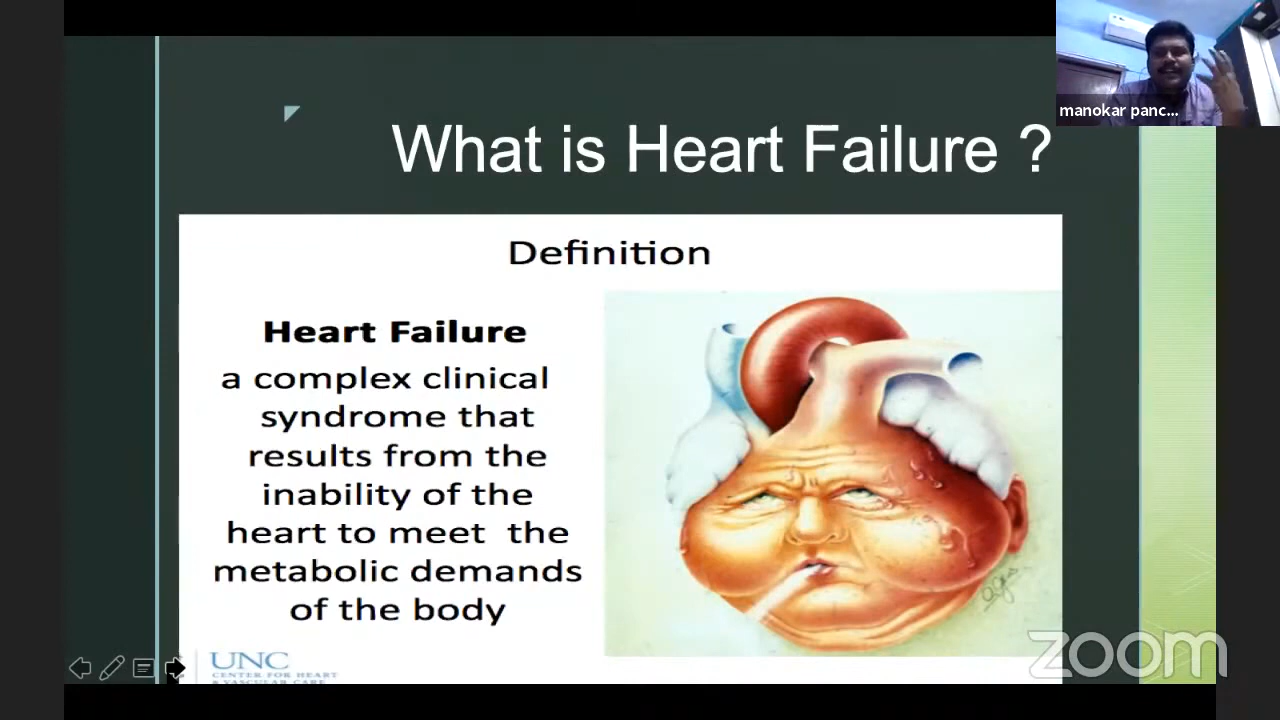 manokar panc...
What is Heart Failure ?
Definition
Heart Failure
a complex clinical
syndrome that
results from the
inability of the
heart to meet  the
metabolic demands
of the body
UNC
CENTER FOR HEART
& VASCULAR CARE
zoom